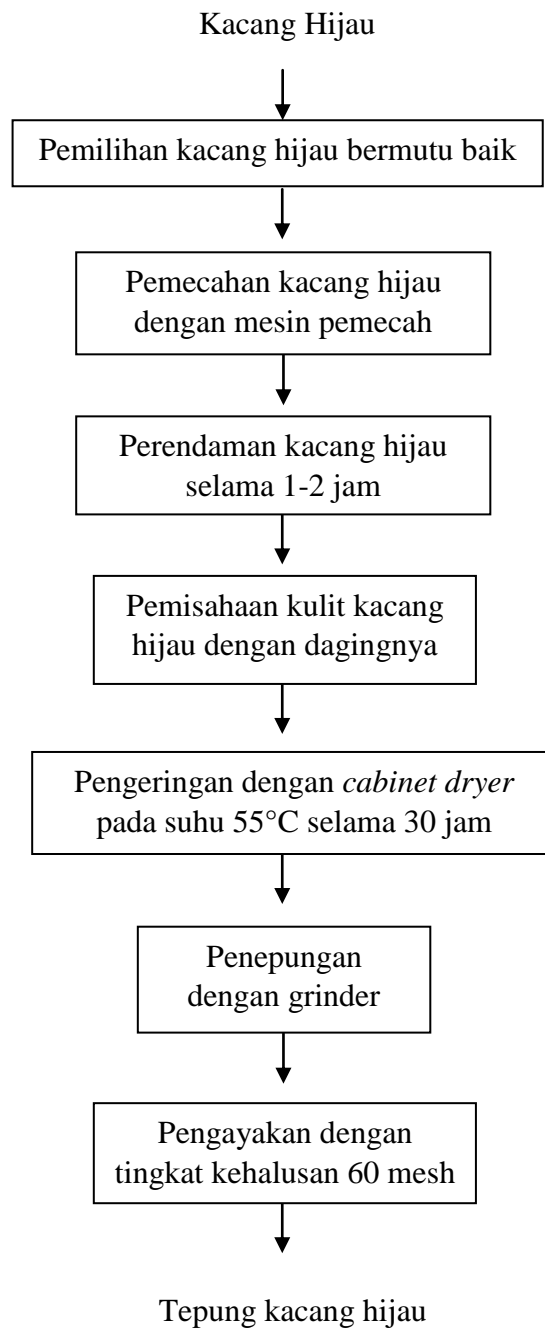 Kacang Hijau
Pemilihan kacang hijau bermutu baik
Pemecahan kacang hijau
dengan mesin pemecah
Perendaman kacang hijau
selama 1-2 jam
Pemisahaan kulit kacang
hijau dengan dagingnya
Pengeringan dengan cabinet dryer
pada suhu 55°C selama 30 jam
Penepungan
dengan grinder
Pengayakan dengan
tingkat kehalusan 60 mesh
Tepung kacang hijau